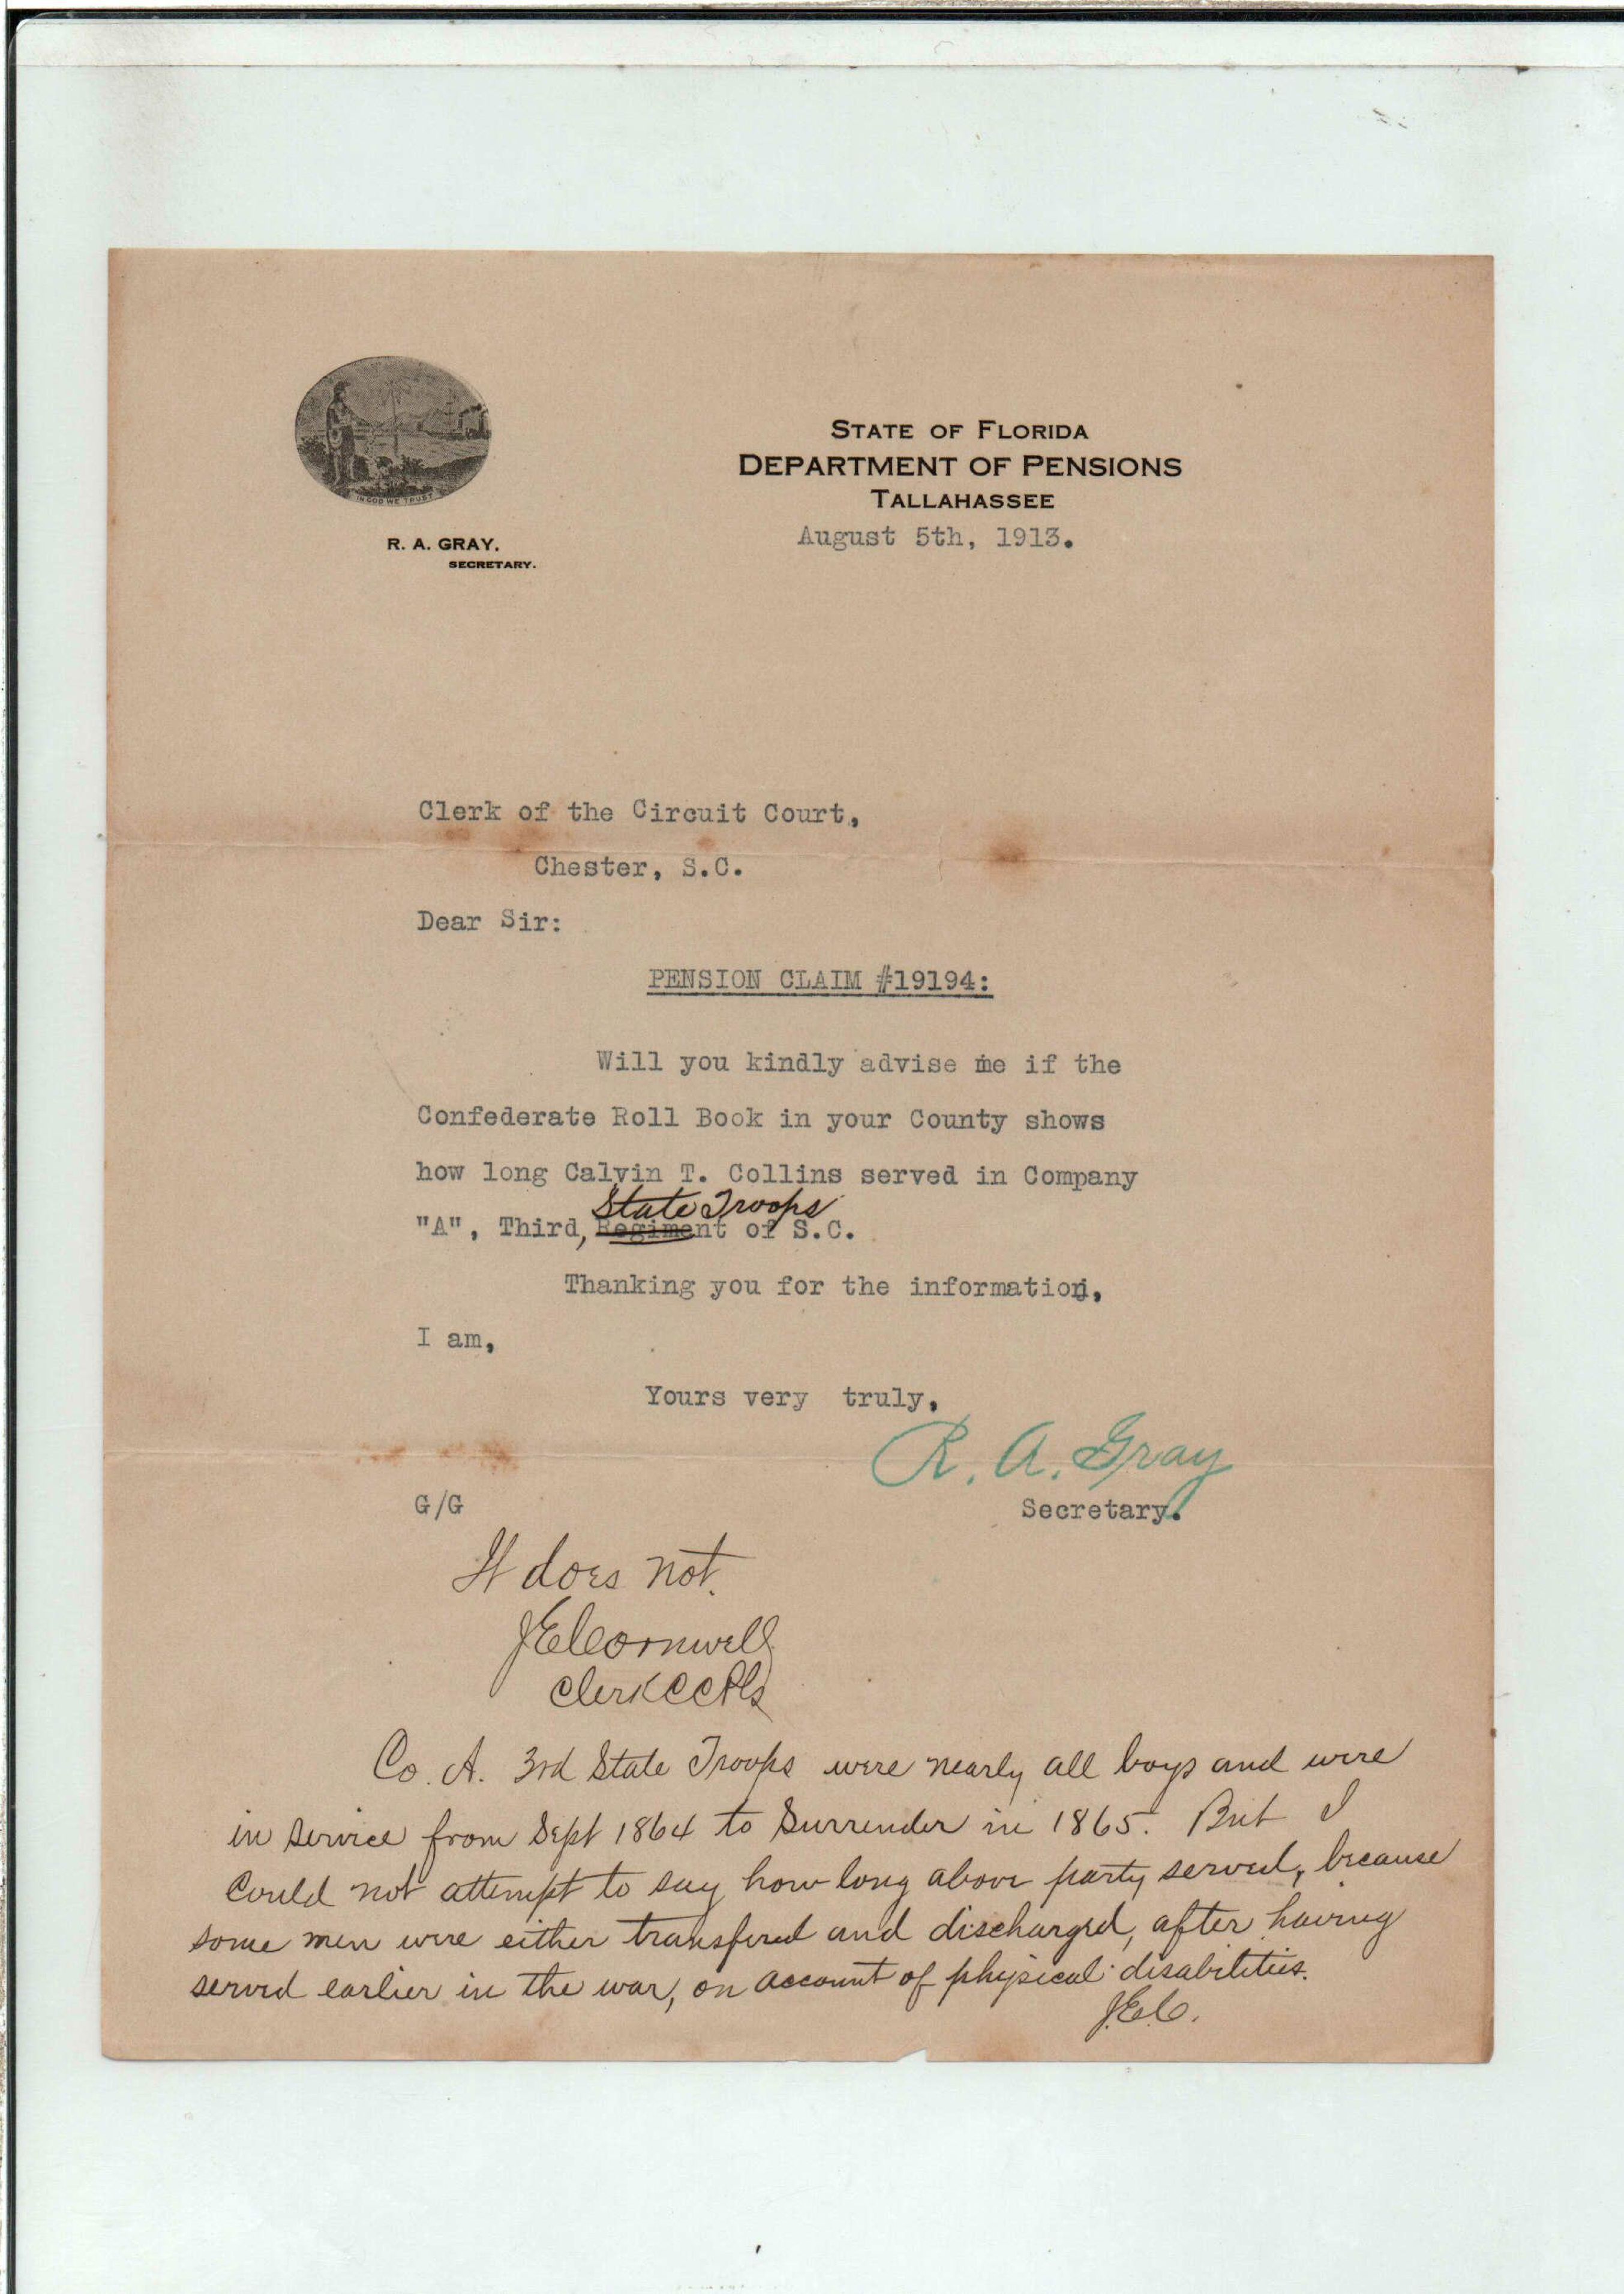 IN GOD WE TRUST
R. A. GRAY.
SECRETARY.
STATE OF FLORIDA
DEPARTMENT OF PENSIONS
TALLAHASSEE
August 5th, 1913.
Clerk of the Circuit Court,
Chester, S.C.
Dear Sir:
PENSION CLAIM #19194:
Will you kindly advise me if the
Confederate Roll Book in your County shows
how long Calvin T. Collins served in Company
State Troops
"A", Third, Regiment of S.C.
Thanking you for the information,
I am,
Yours very truly,
R. A. Gray
Secretary.
G/G
It does not.
J E Cornwell
Clerk C C Pls
Co. A. 3rd State Troops were nearly all boys and were
in service from Sept 1864 to Surrender in 1865. But I
Could not attempt to say how long above party served, because
some men were either transfered and discharged, after having
served earlier in the war, on account of physical disabilities.
J.E.C.